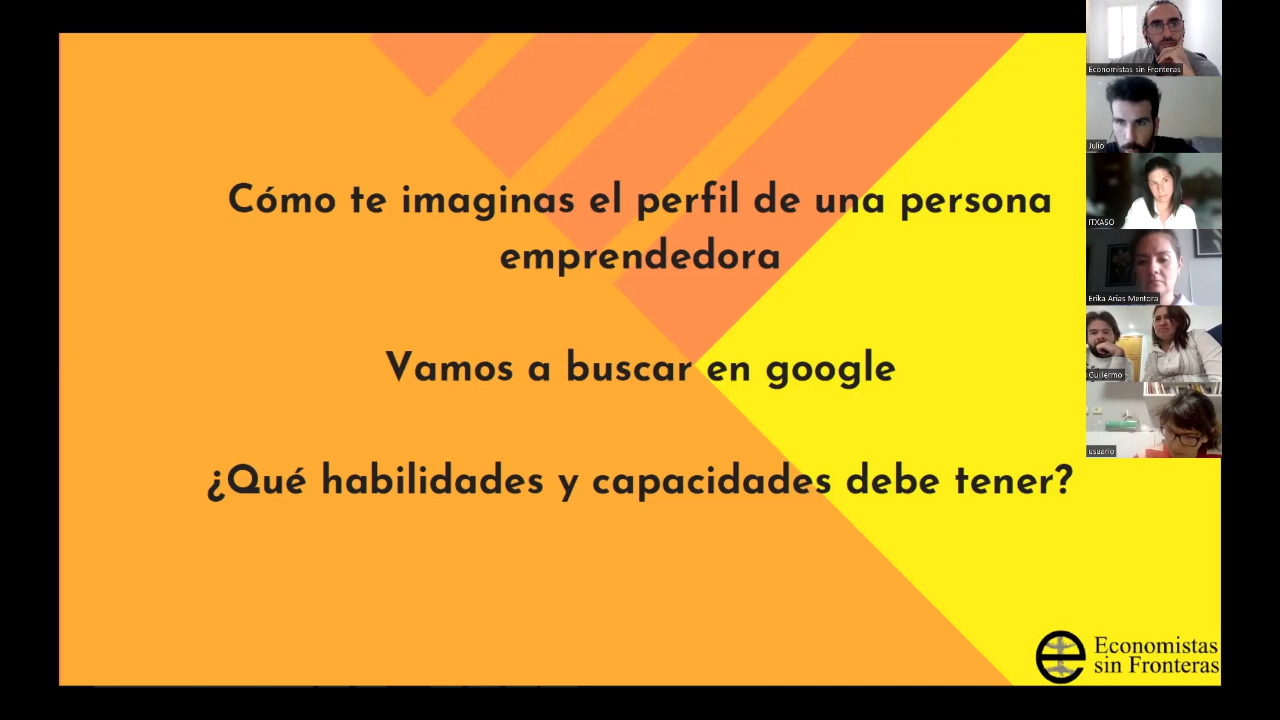 Cómo te imaginas el perfil de una persona
emprendedora
Vamos a buscar en google
¿Qué habilidades y capacidades debe tener?
Economistas sin Fronteras
Julio
ITXASO
Erika Arias Mentora
Guillermo
usuario
Economistas
sin Fronteras